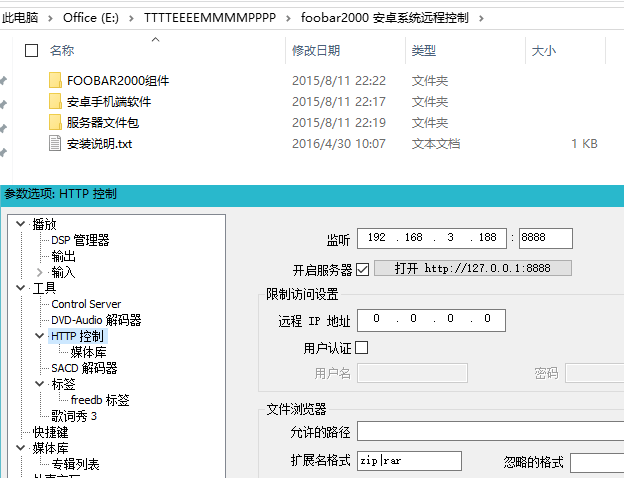 此电脑 > Office (E:) > TTTTEEEEMMMMPPPP > foobar2000 安卓系统远程控制 >
名称 修改日期 类型 大小
FOOBAR2000组件 2015/8/11 22:22 文件夹
安卓手机端软件 2015/8/11 22:17 文件夹
服务器文件包 2015/8/11 22:19 文件夹
安装说明.txt 2016/4/30 10:07 文本文档 1 KB
参数选项: HTTP 控制
播放
DSP 管理器
输出
输入
工具
Control Server
DVD-Audio 解码器
HTTP 控制
媒体库
SACD 解码器
标签
freedb 标签
歌词秀 3
快捷键
媒体库
专辑列表
监听 192 . 168 . 3 . 188 : 8888
开启服务器 打开 http://127.0.0.1:8888
限制访问设置
远程 IP 地址 0 . 0 . 0 . 0
用户认证
用户名 密码
文件浏览器
允许的路径
扩展名格式 zip|rar 忽略的格式